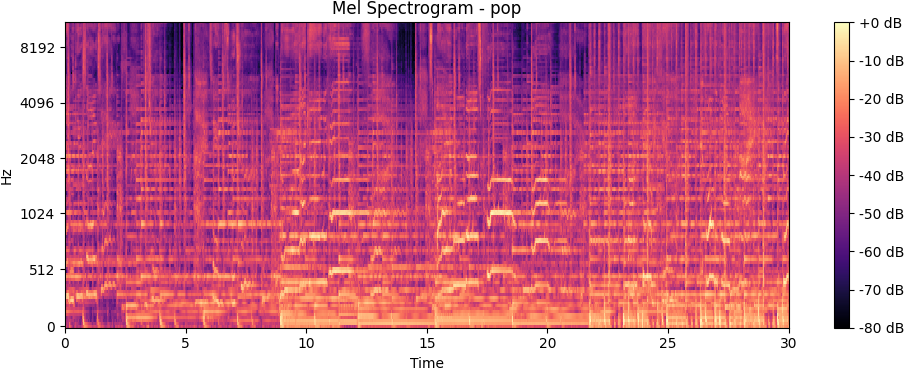 Mel Spectrogram - pop
Hz
8192
4096
2048
1024
512
0
0 5 10 15 20 25 30
Time
+0 dB
-10 dB
-20 dB
-30 dB
-40 dB
-50 dB
-60 dB
-70 dB
-80 dB